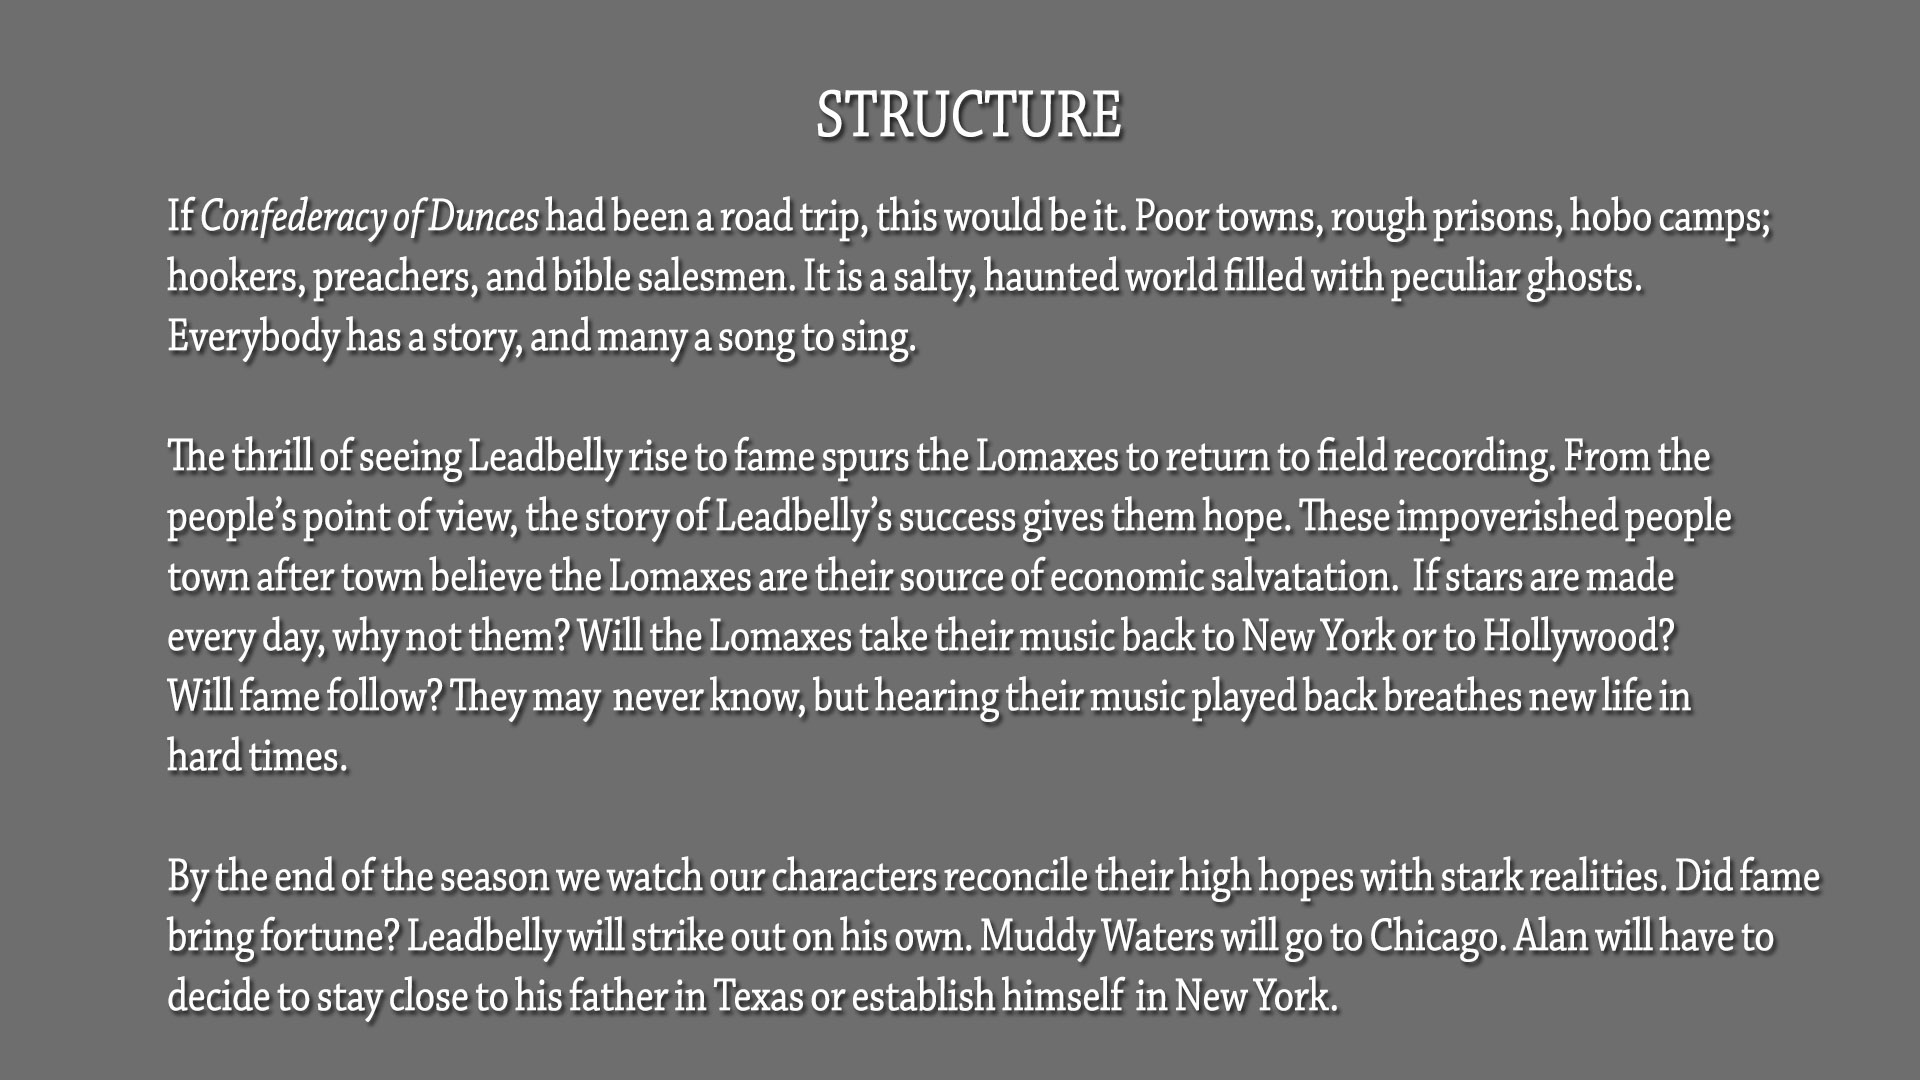 STRUCTURE
If Confederacy of Dunces had been a road trip, this would be it. Poor towns, rough prisons, hobo camps;
hookers, preachers, and bible salesmen. It is a salty, haunted world filled with peculiar ghosts.
Everybody has a story, and many a song to sing.
The thrill of seeing Leadbelly rise to fame spurs the Lomaxes to return to field recording. From the
people’s point of view, the story of Leadbelly’s success gives them hope. These impoverished people
town after town believe the Lomaxes are their source of economic salvatation.  If stars are made
every day, why not them? Will the Lomaxes take their music back to New York or to Hollywood?
Will fame follow? They may  never know, but hearing their music played back breathes new life in
hard times.
By the end of the season we watch our characters reconcile their high hopes with stark realities. Did fame
bring fortune? Leadbelly will strike out on his own. Muddy Waters will go to Chicago. Alan will have to
decide to stay close to his father in Texas or establish himself  in New York.